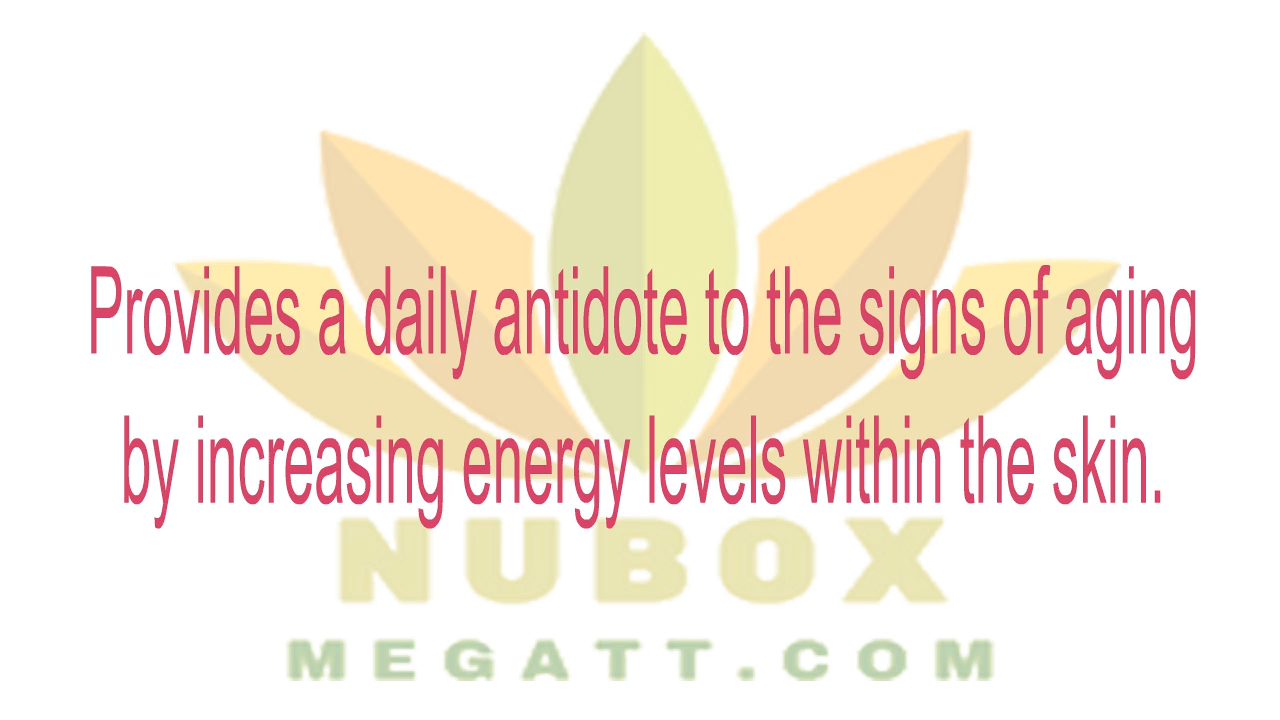 Provides a daily antidote to the signs of aging
by increasing energy levels within the skin.
NUBOX
MEGATT.COM